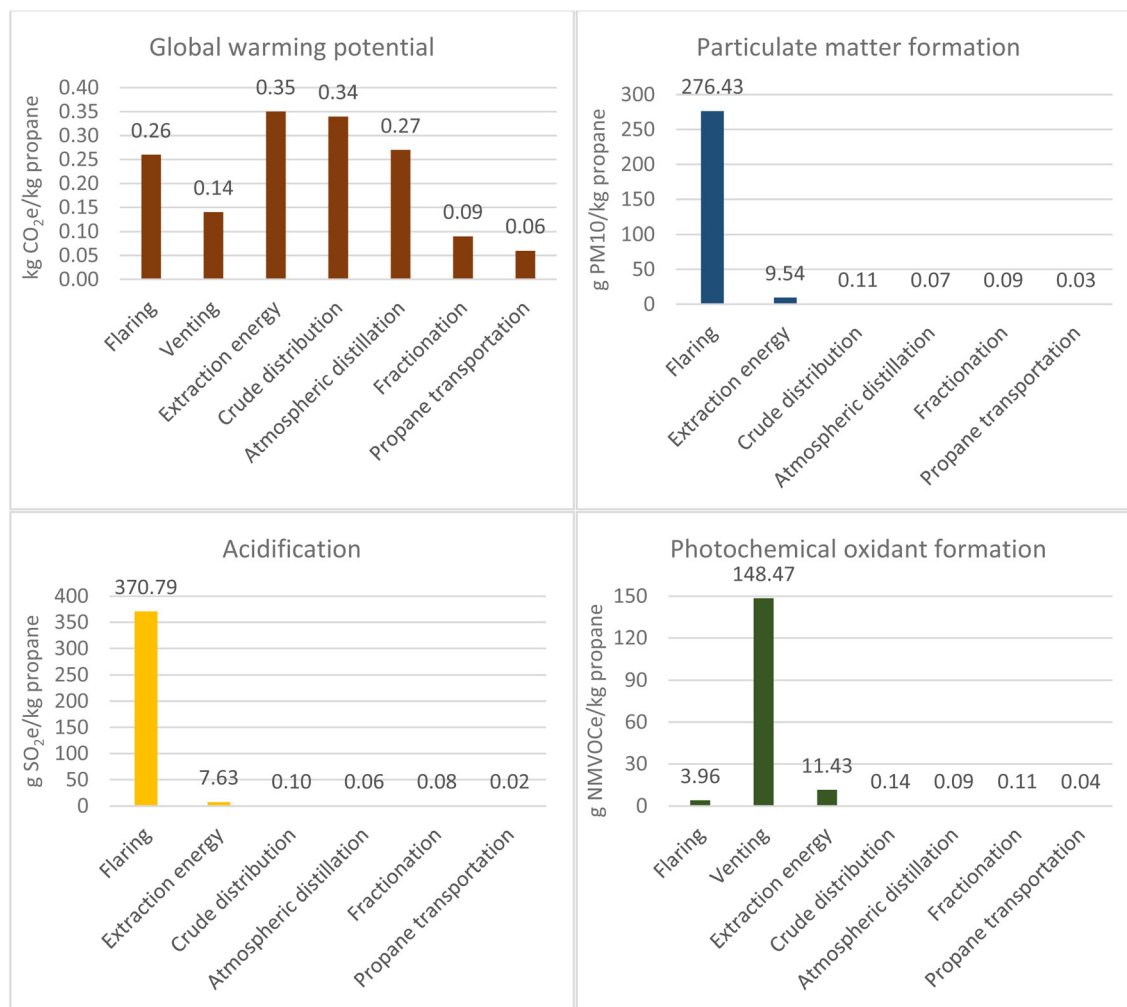 Global warming potential
kg CO₂e/kg propane
0.40
0.35
0.30
0.25
0.20
0.15
0.10
0.05
0.00
0.26
0.14
0.35
0.34
0.27
0.09
0.06
Flaring
Venting
Extraction energy
Crude distribution
Atmospheric distillation
Fractionation
Propane transportation
Particulate matter formation
g PM10/kg propane
300
250
200
150
100
50
0
276.43
9.54
0.11
0.07
0.09
0.03
Flaring
Extraction energy
Crude distribution
Atmospheric distillation
Fractionation
Propane transportation
Acidification
g SO₂e/kg propane
400
350
300
250
200
150
100
50
0
370.79
7.63
0.10
0.06
0.08
0.02
Flaring
Extraction energy
Crude distribution
Atmospheric distillation
Fractionation
Propane transportation
Photochemical oxidant formation
g NMVOCe/kg propane
150
120
90
60
30
0
3.96
148.47
11.43
0.14
0.09
0.11
0.04
Flaring
Venting
Extraction energy
Crude distribution
Atmospheric distillation
Fractionation
Propane transportation